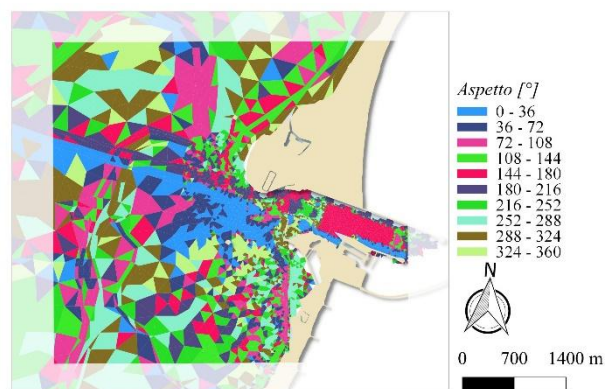 Aspetto [°]
0 - 36
36 - 72
72 - 108
108 - 144
144 - 180
180 - 216
216 - 252
252 - 288
288 - 324
324 - 360
N
0 700 1400 m